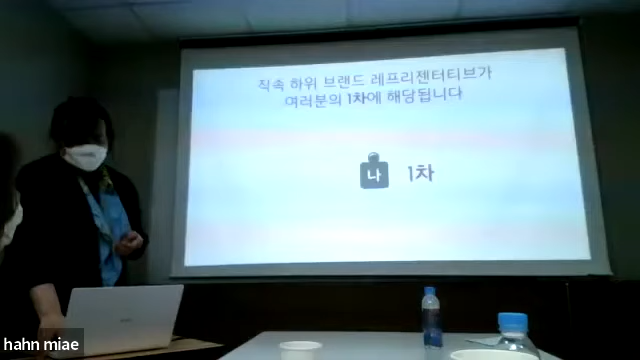 직속 하위 브랜드 레프리젠터티브가
여러분의 1차에 해당됩니다
나 1차
hahn miae